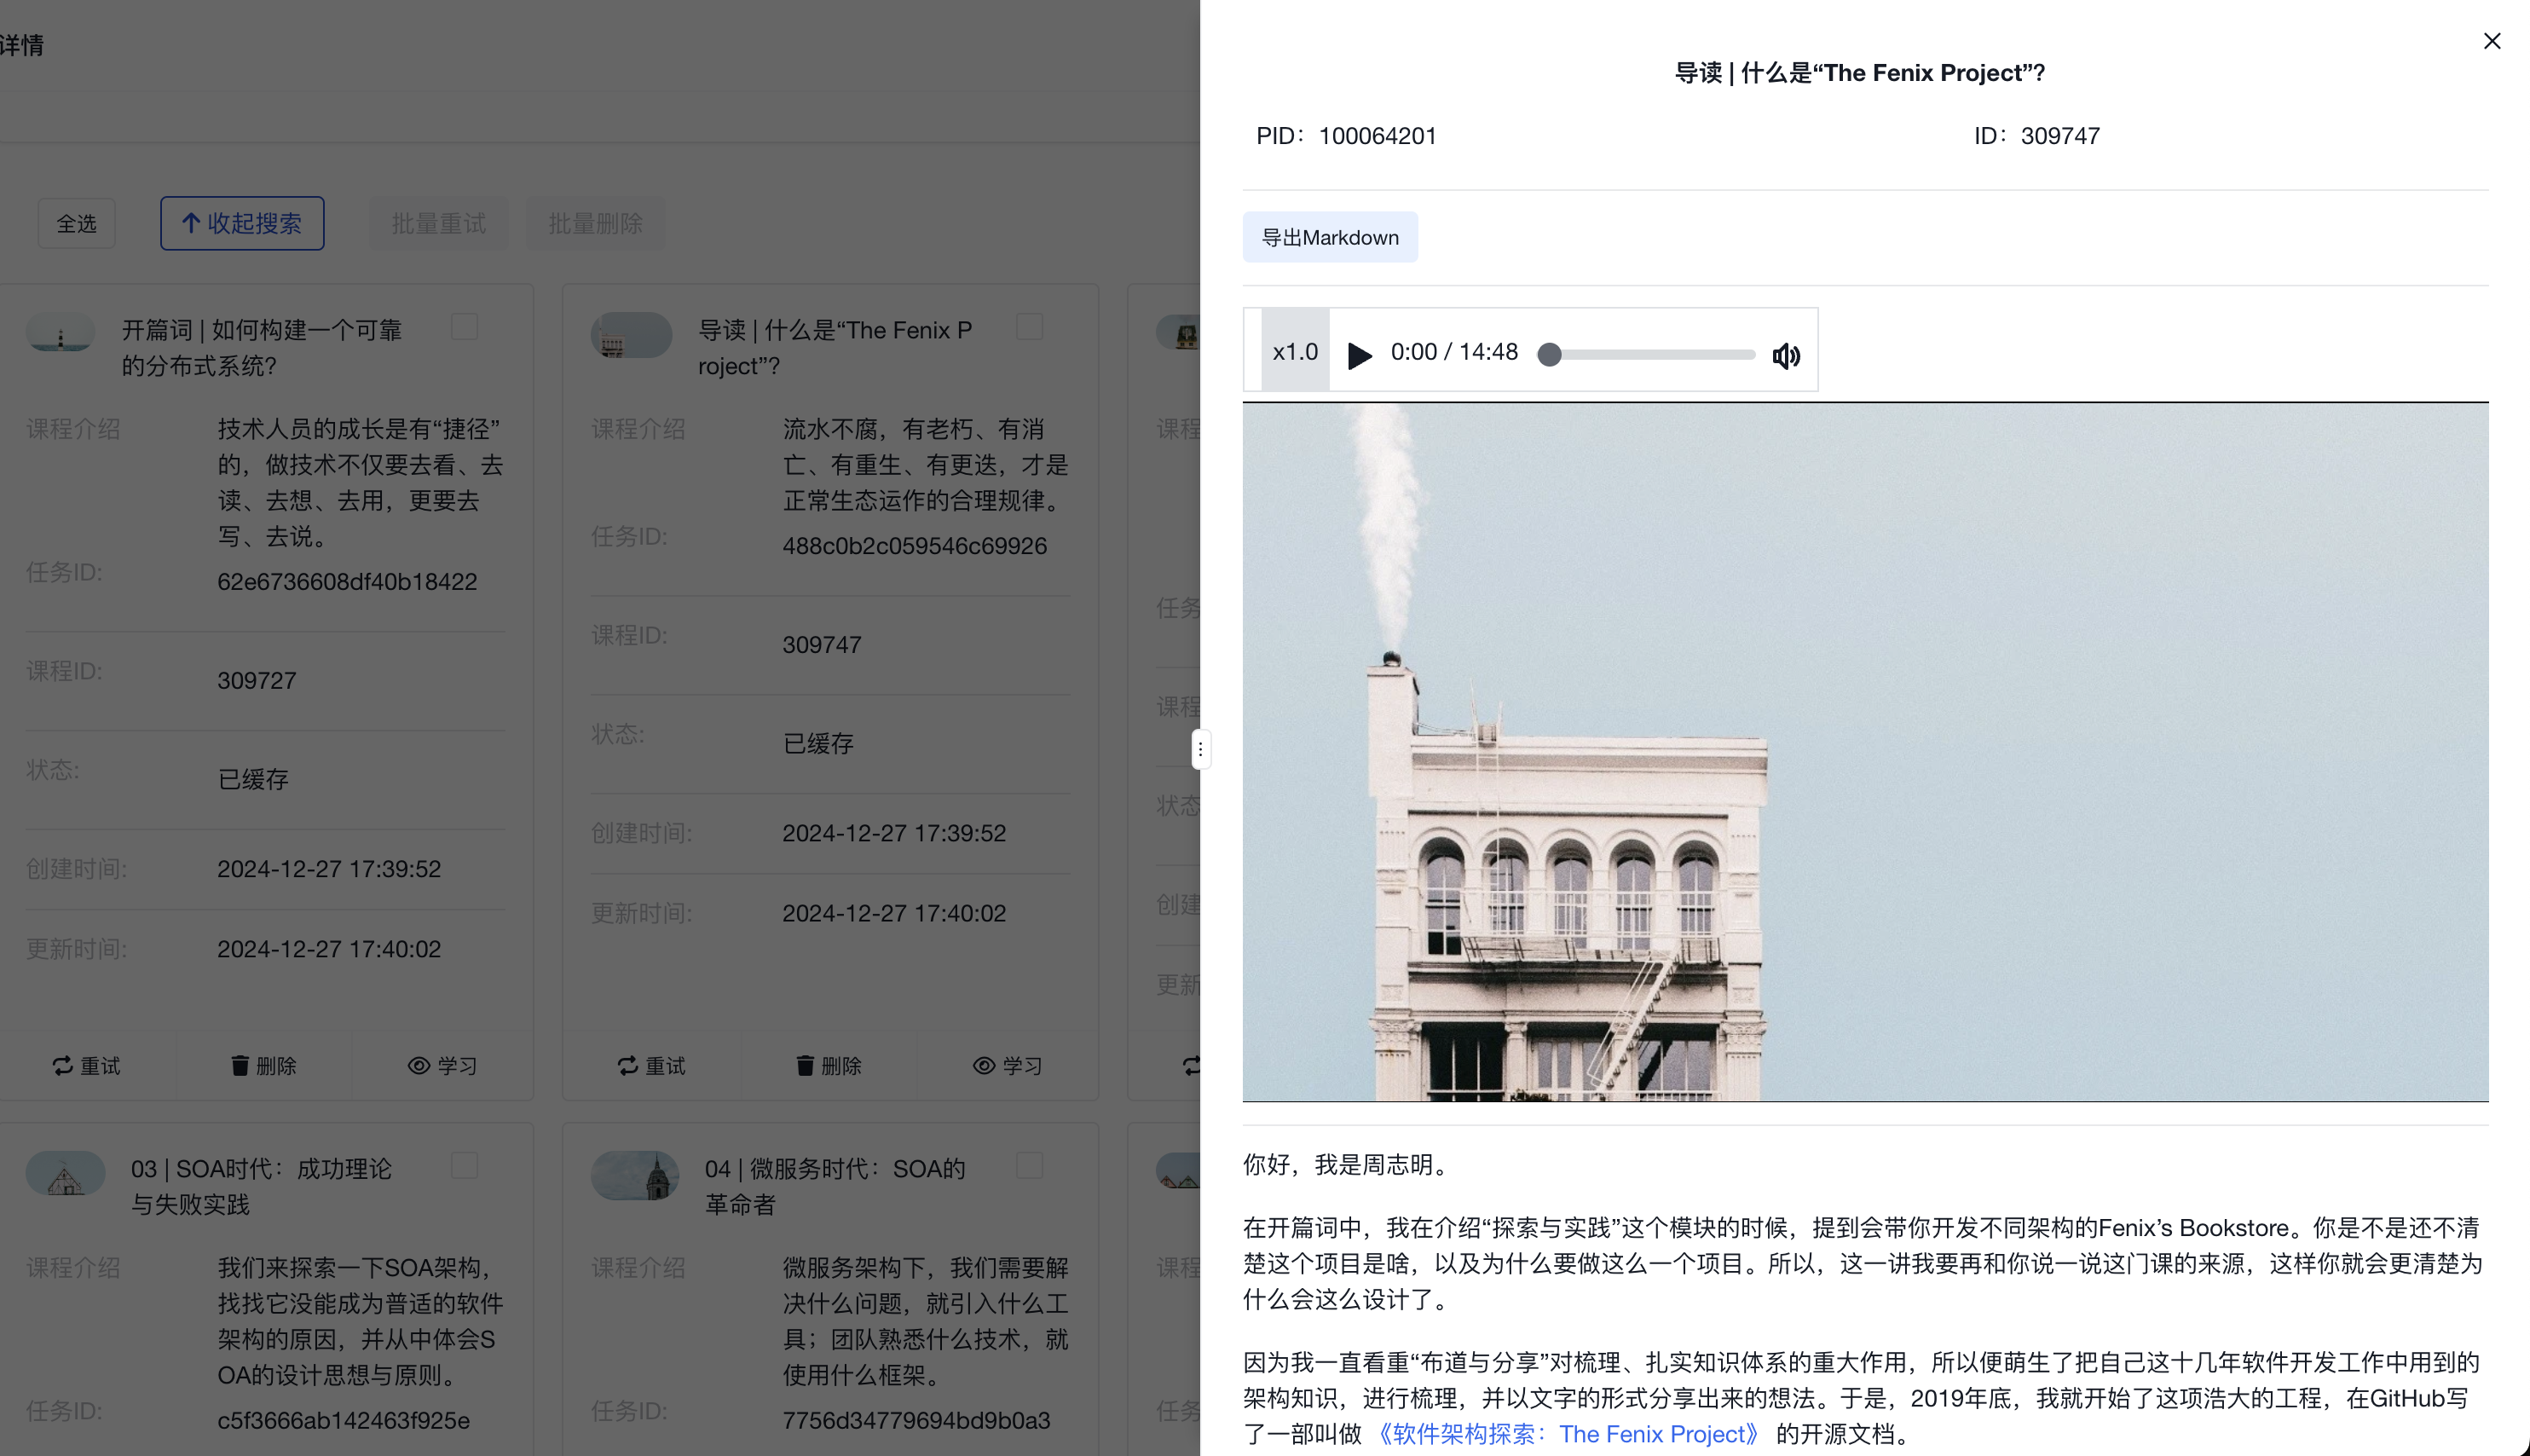 详情
全选
收起搜索
批量重试
批量删除
开篇词 | 如何构建一个可靠
的分布式系统?
课程介绍
技术人员的成长是有“捷径”
的，做技术不仅要去看、去
读、去想、去用，更要去
写、去说。
任务ID:
62e6736608df40b18422
课程ID:
309727
状态:
已缓存
创建时间:
2024-12-27 17:39:52
更新时间:
2024-12-27 17:40:02
重试
删除
学习
导读 | 什么是“The Fenix P
roject”?
课程介绍
流水不腐，有老朽、有消
亡、有重生、有更迭，才是
正常生态运作的合理规律。
任务ID:
488c0b2c059546c69926
课程ID:
309747
状态:
已缓存
创建时间:
2024-12-27 17:39:52
更新时间:
2024-12-27 17:40:02
重试
删除
学习
课程
任务
课程
状态
创建
更新
03 | SOA时代：成功理论
与失败实践
课程介绍
我们来探索一下SOA架构，
找找它没能成为普适的软件
架构的原因，并从中体会S
OA的设计思想与原则。
任务ID:
c5f3666ab142463f925e
04 | 微服务时代：SOA的
革命者
课程介绍
微服务架构下，我们需要解
决什么问题，就引入什么工
具；团队熟悉什么技术，就
使用什么框架。
任务ID:
7756d34779694bd9b0a3
课程
任务
导读 | 什么是“The Fenix Project”?
PID：100064201
ID：309747
导出Markdown
x1.0
0:00 / 14:48
你好，我是周志明。
在开篇词中，我在介绍“探索与实践”这个模块的时候，提到会带你开发不同架构的Fenix’s Bookstore。你是不是还不清
楚这个项目是啥，以及为什么要做这么一个项目。所以，这一讲我要再和你说一说这门课的来源，这样你就会更清楚为
什么会这么设计了。
因为我一直看重“布道与分享”对梳理、扎实知识体系的重大作用，所以便萌生了把自己这十几年软件开发工作中用到的
架构知识，进行梳理，并以文字的形式分享出来的想法。于是，2019年底，我就开始了这项浩大的工程，在GitHub写
了一部叫做 《软件架构探索：The Fenix Project》 的开源文档。